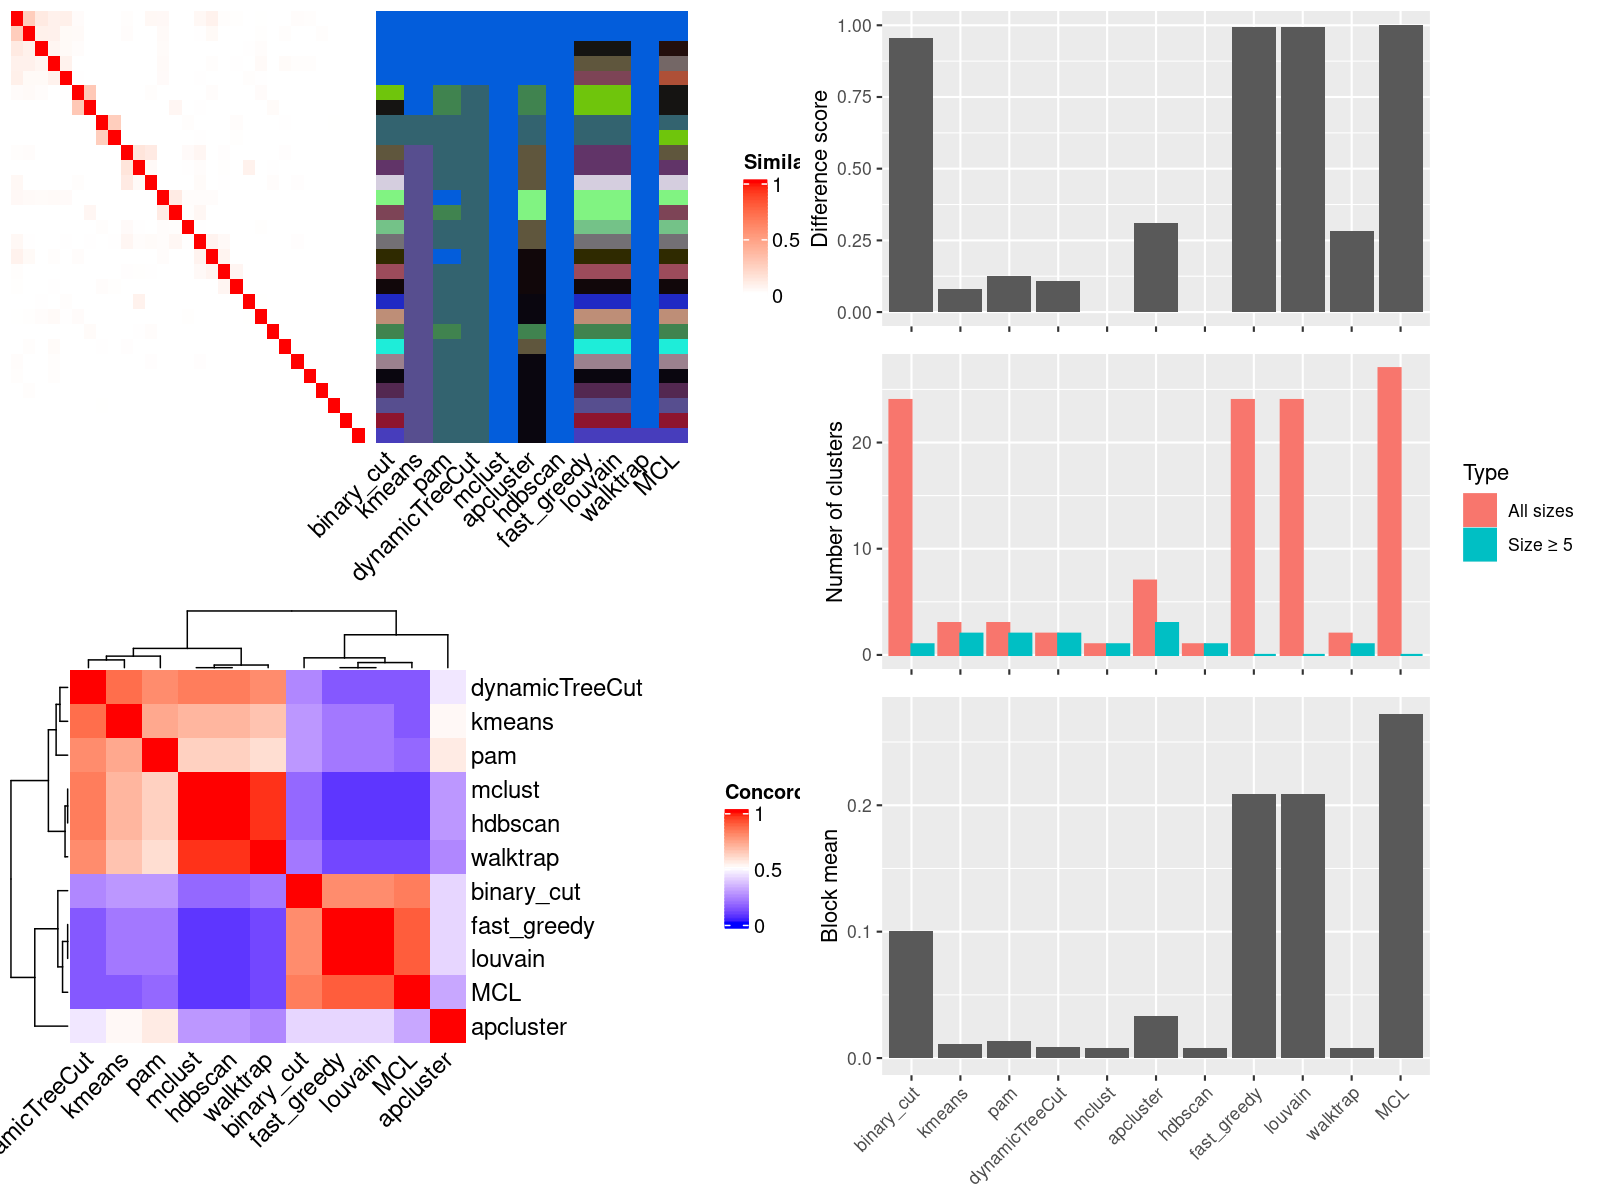 Simila
1
0.5
0
binary_cut
kmeans
pam
dynamicTreeCut
mclust
apcluster
hdbscan
fast_greedy
louvain
walktrap
MCL
dynamicTreeCut
kmeans
pam
mclust
hdbscan
walktrap
binary_cut
fast_greedy
louvain
MCL
apcluster
Concord
1
0.5
0
amicTreeCut
kmeans
pam
mclust
hdbscan
walktrap
binary_cut
fast_greedy
louvain
MCL
apcluster
Difference score
1.00
0.75
0.50
0.25
0.00
Number of clusters
20
10
0
Type
All sizes
Size ≥ 5
Block mean
0.2
0.1
0.0
binary_cut
kmeans
pam
dynamicTreeCut
mclust
apcluster
hdbscan
fast_greedy
louvain
walktrap
MCL